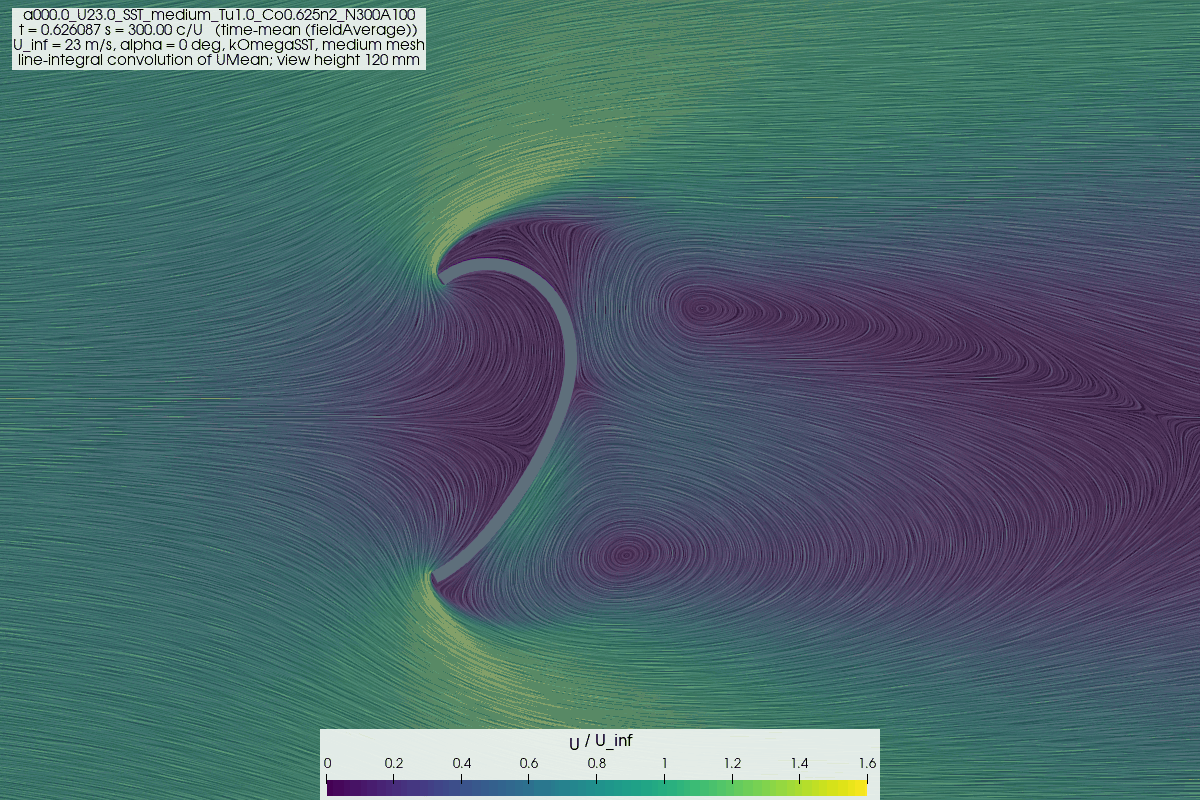 a000.0_U23.0_SST_medium_Tu1.0_Co0.625n2_N300A100
t = 0.626087 s = 300.00 c/U (time-mean (fieldAverage))
U_inf = 23 m/s, alpha = 0 deg, kOmegaSST, medium mesh
line-integral convolution of UMean; view height 120 mm
U / U_inf
0 0.2 0.4 0.6 0.8 1 1.2 1.4 1.6